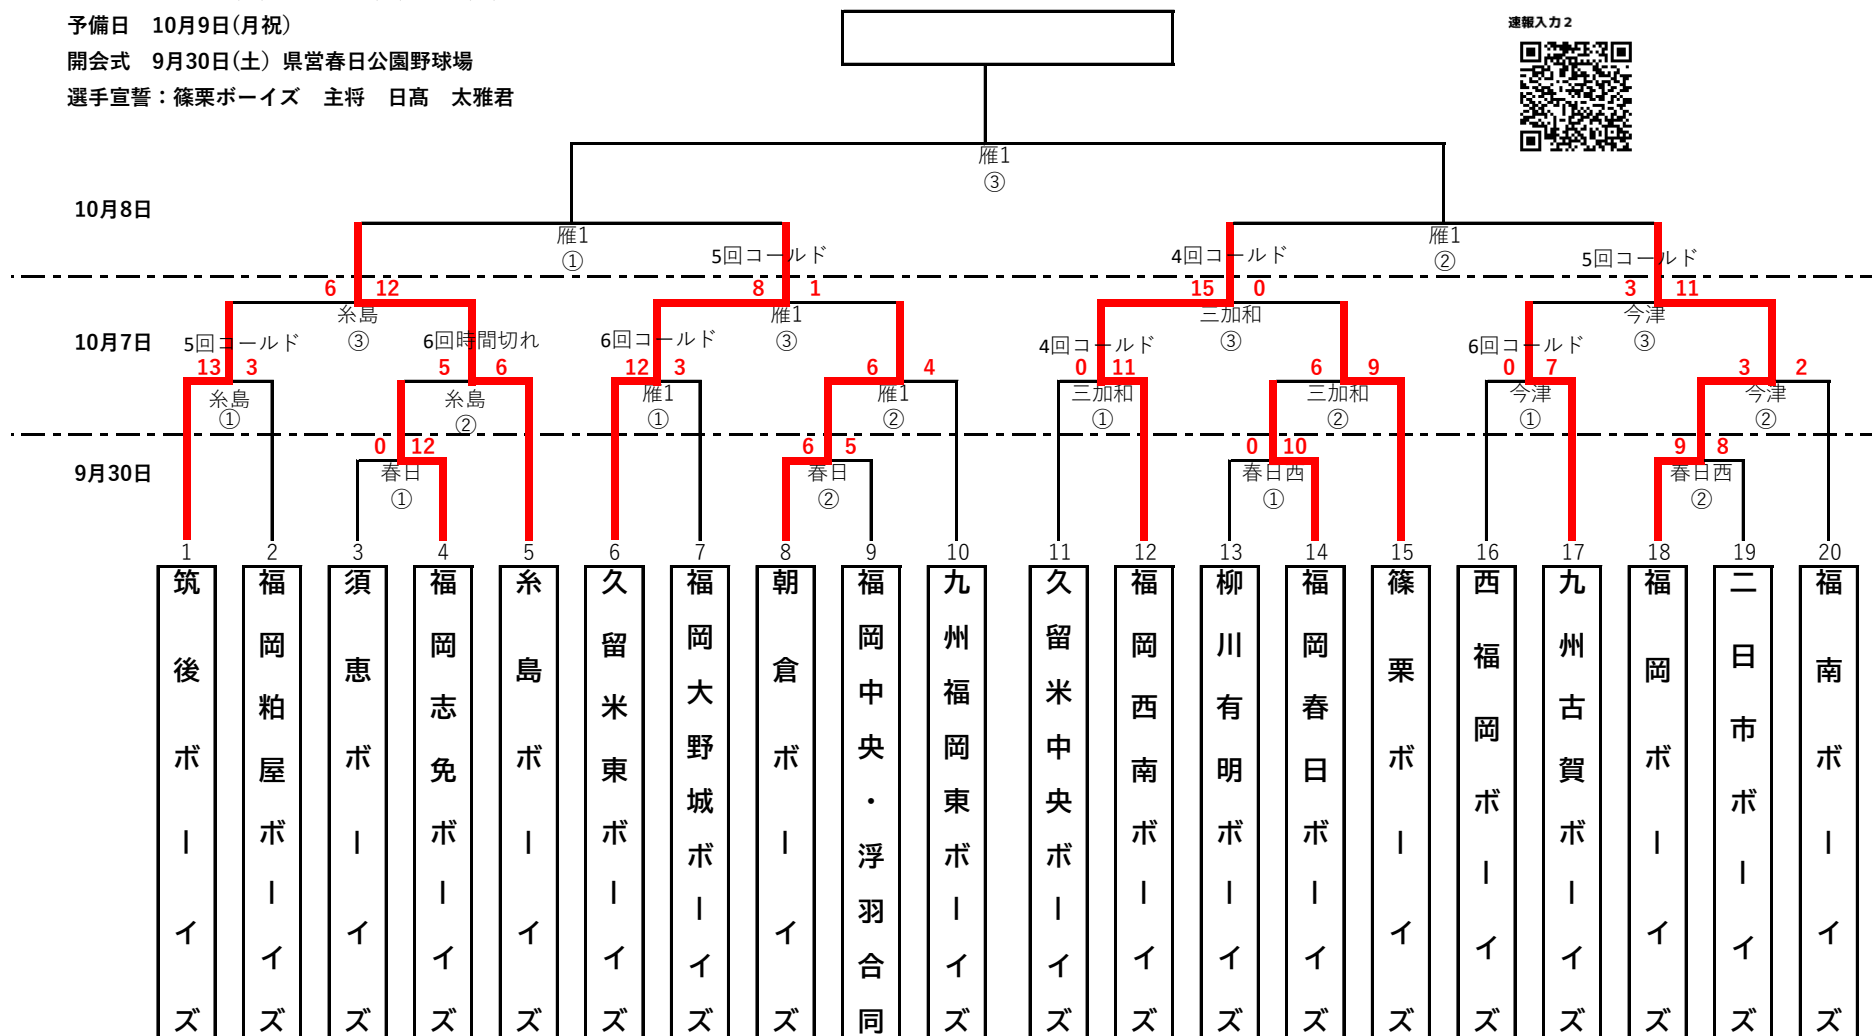 予備日　10月9日(月祝)
速報入力２
開会式　9月30日(土)  県営春日公園野球場
選手宣誓：篠栗ボーイズ　主将　日髙　太雅君
雁1
③
10月8日
雁1
①
雁1
②
5回コールド
4回コールド
5回コールド
6 12
8 1
15 0
3 11
糸島
③
雁1
③
三加和
③
今津
③
10月7日
5回コールド
6回時間切れ
6回コールド
4回コールド
6回コールド
13 3
5 6
12 3
6 4
0 11
6 9
0 7
3 2
糸島
①
糸島
②
雁1
①
雁1
②
三加和
①
三加和
②
今津
①
今津
②
9月30日
0 12
6 5
0 10
9 8
春日
①
春日
②
春日西
①
春日西
②
1
筑後ボーイズ
2
福岡粕屋ボーイズ
3
須恵ボーイズ
4
福岡志免ボーイズ
5
糸島ボーイズ
6
久留米東ボーイズ
7
福岡大野城ボーイズ
8
朝倉ボーイズ
9
福岡中央・浮羽合同
10
九州福岡東ボーイズ
11
久留米中央ボーイズ
12
福岡西南ボーイズ
13
柳川有明ボーイズ
14
福岡春日ボーイズ
15
篠栗ボーイズ
16
西福岡ボーイズ
17
九州古賀ボーイズ
18
福岡ボーイズ
19
二日市ボーイズ
20
福南ボーイズ